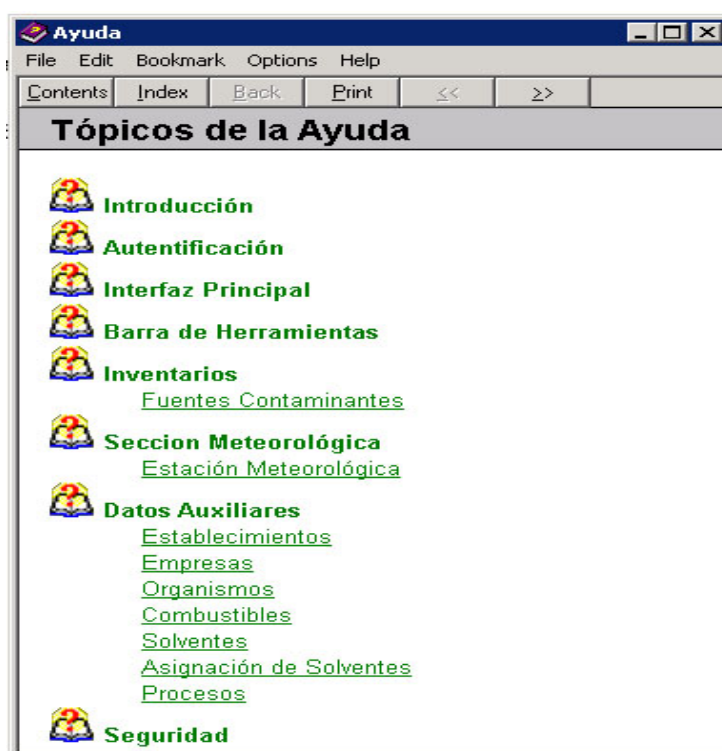 Ayuda
File Edit Bookmark Options Help
Contents Index Back Print << >>
Tópicos de la Ayuda
Introducción
Autentificación
Interfaz Principal
Barra de Herramientas
Inventarios
Fuentes Contaminantes
Seccion Meteorológica
Estación Meteorológica
Datos Auxiliares
Establecimientos
Empresas
Organismos
Combustibles
Solventes
Asignación de Solventes
Procesos
Seguridad